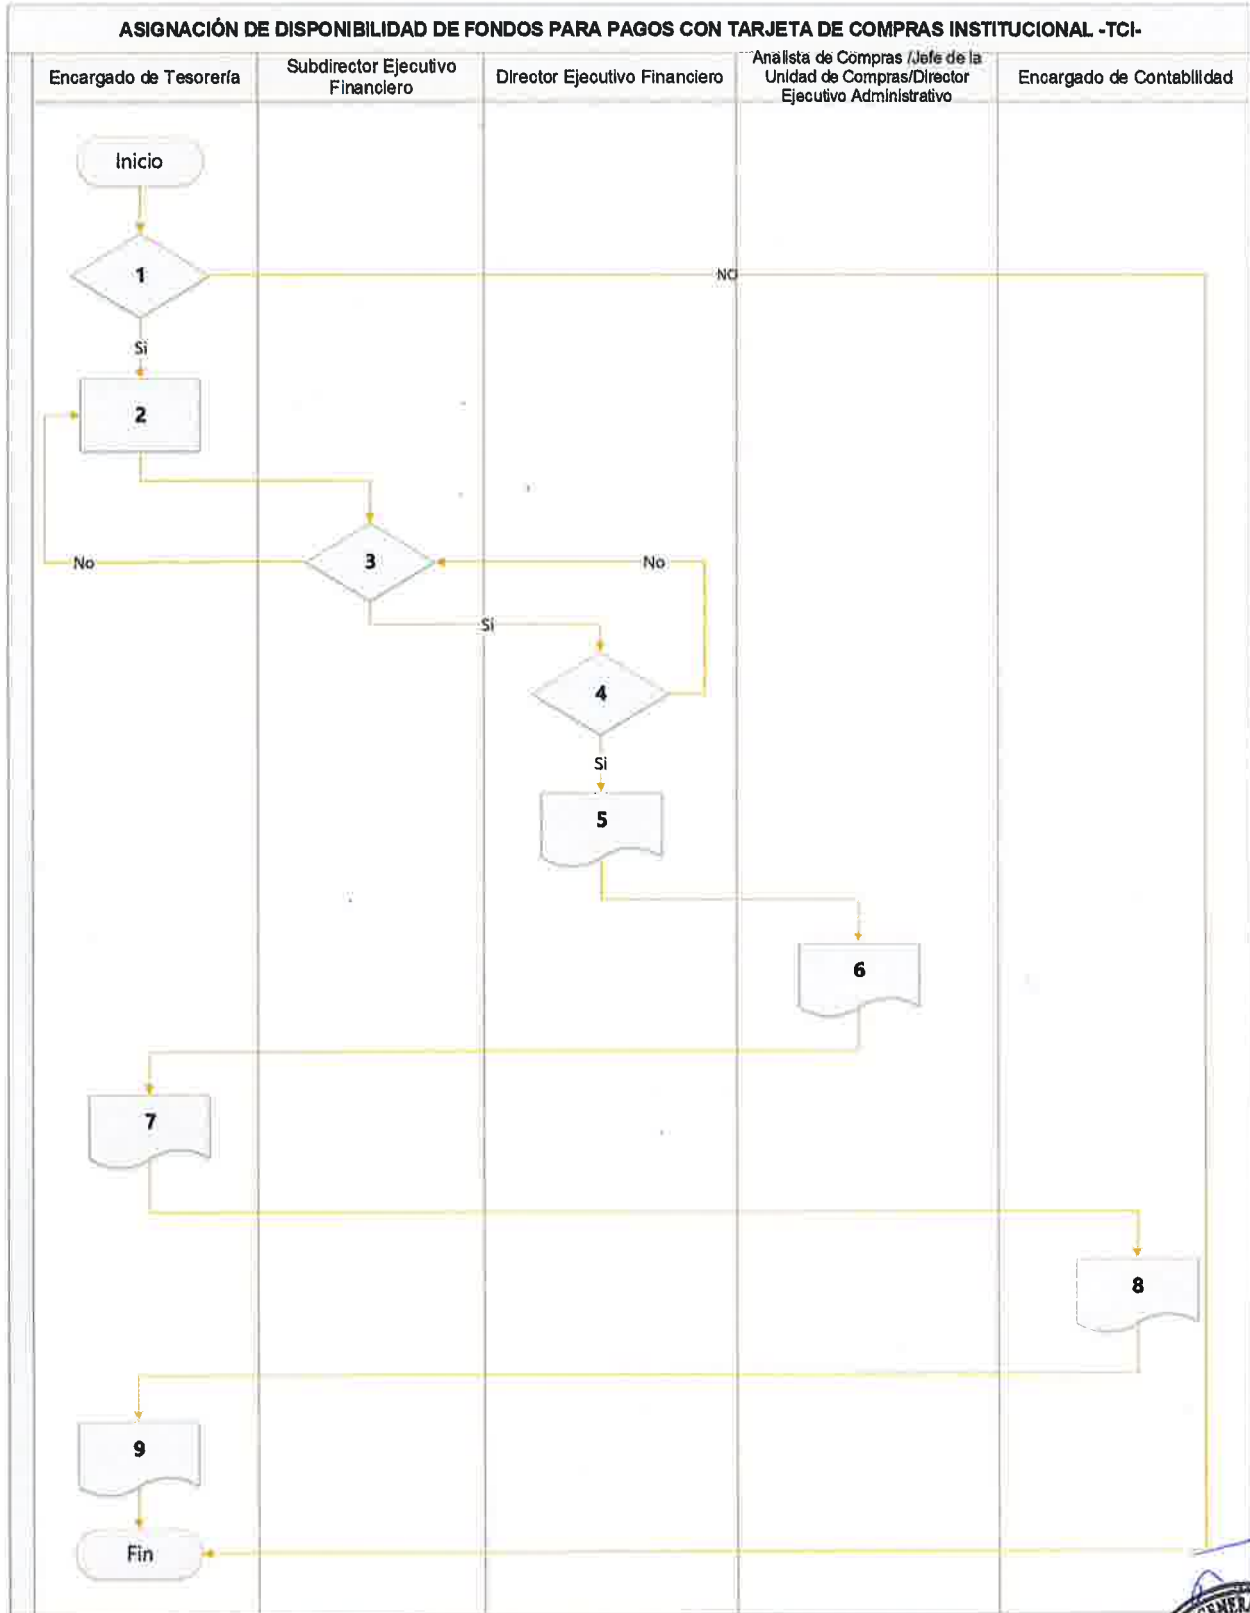 ASIGNACIÓN DE DISPONIBILIDAD DE FONDOS PARA PAGOS CON TARJETA DE COMPRAS INSTITUCIONAL -TCI-
Encargado de Tesorería
Subdirector Ejecutivo
Financiero
Director Ejecutivo Financiero
Analista de Compras /Jefe de la
Unidad de Compras/Director
Ejecutivo Administrativo
Encargado de Contabilidad
Inicio
1
NO
Si
2
3
No
No
Si
4
Si
5
6
7
8
9
Fin